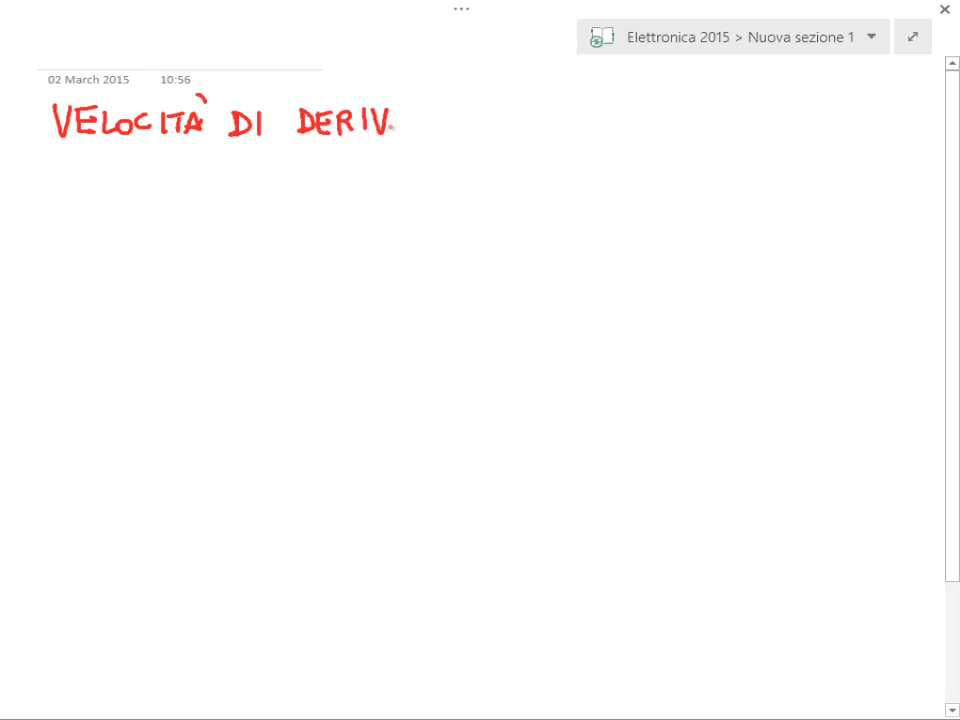 Elettronica 2015 > Nuova sezione 1
02 March 2015 10:56
VELOCITÀ DI DERIV